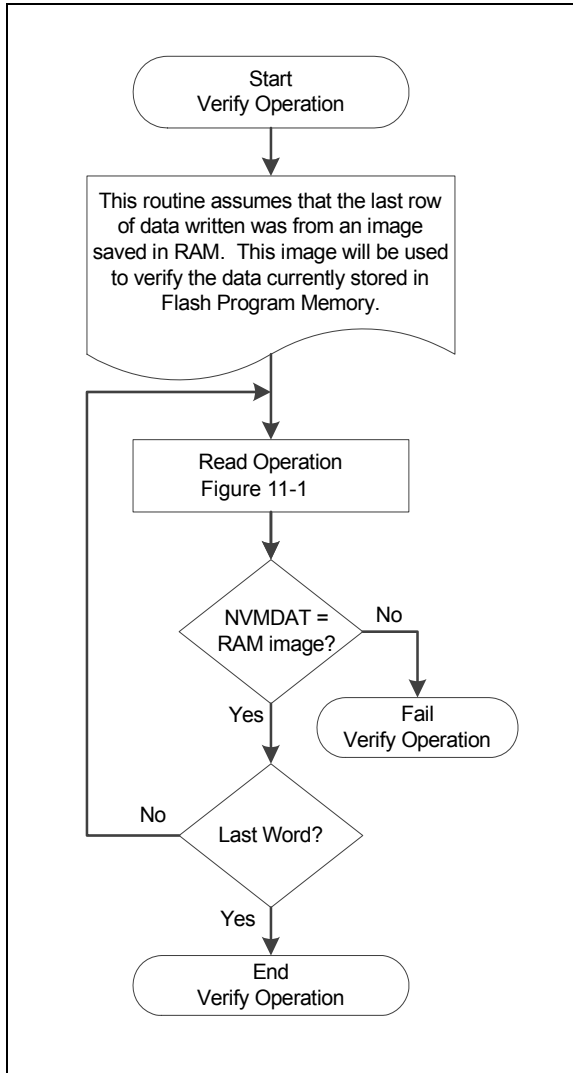 Start
Verify Operation
This routine assumes that the last row
of data written was from an image
saved in RAM. This image will be used
to verify the data currently stored in
Flash Program Memory.
Read Operation
Figure 11-1
NVMDAT =
RAM image?
No
Yes
Fail
Verify Operation
No
Last Word?
Yes
End
Verify Operation